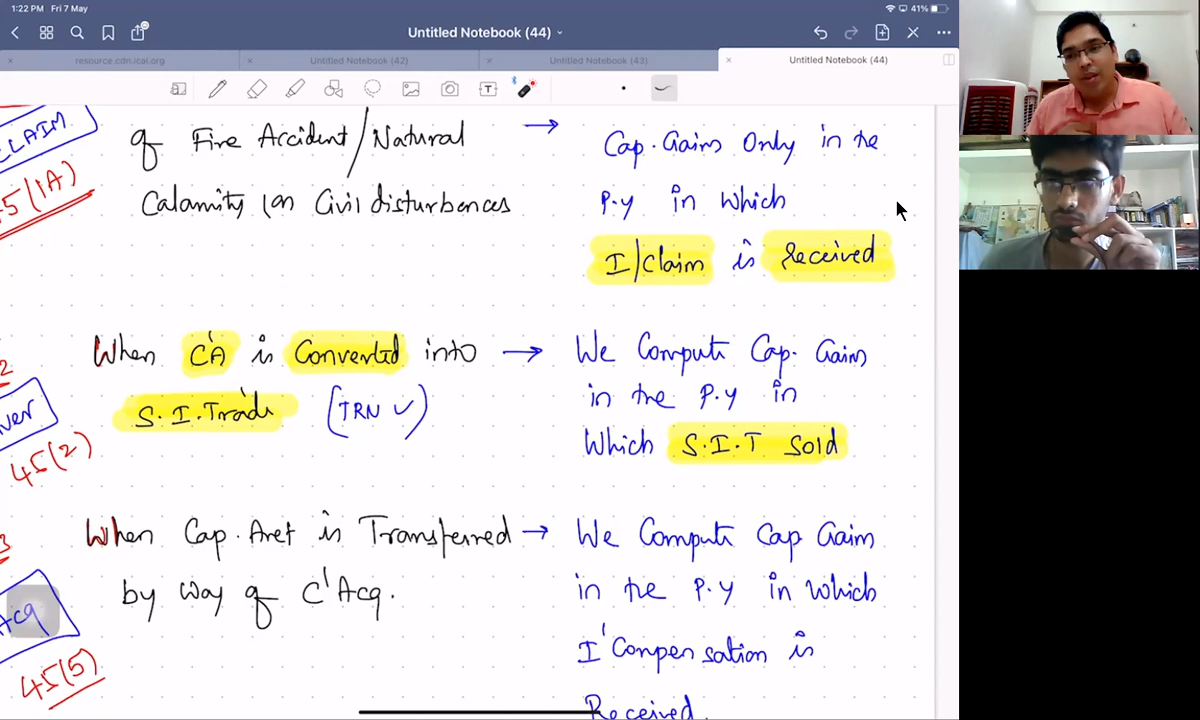 1:22 PM Fri 7 May
41%
Untitled Notebook (44)
resource.cdn.icai.org
Untitled Notebook (42)
Untitled Notebook (43)
Untitled Notebook (44)
CLAIM
45(1A)
of Fire Accident/Natural
Calamity (or) Civil disturbances
→ Cap. Gains Only in the
P.y in which
I/Claim is Received
2
ver
45(2)
When CA is Converted into
S.I.Trade (TRN ✓)
→ We Compute Cap. Gains
in the P.y in
Which S.I.T Sold
3
Acq
45(5)
When Cap. Asset is Transferred
by way of C'Acq.
→ We Compute Cap Gain
in the P.y in which
I' Compensation is
Received.